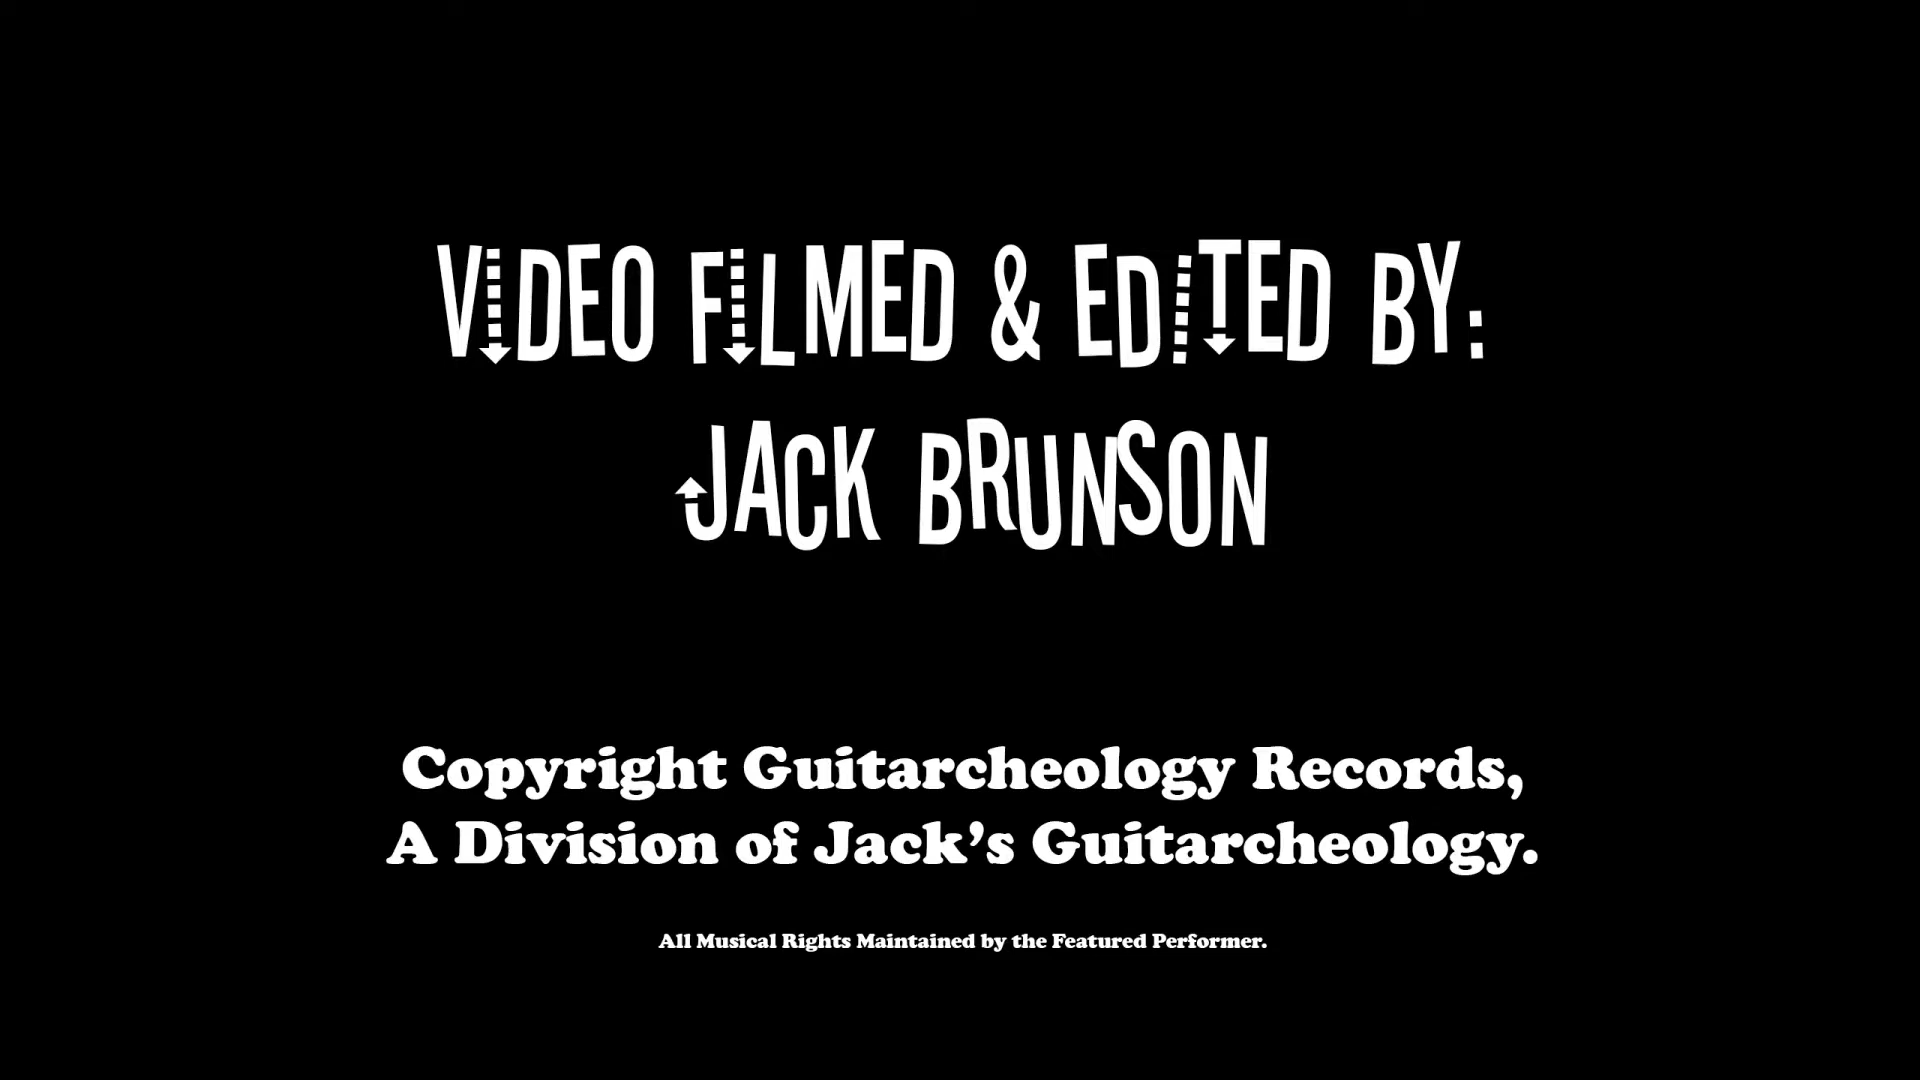 VIDEO FILMED & EDITED BY:
JACK BRUNSON
Copyright Guitarcheology Records,
A Division of Jack’s Guitarcheology.
All Musical Rights Maintained by the Featured Performer.